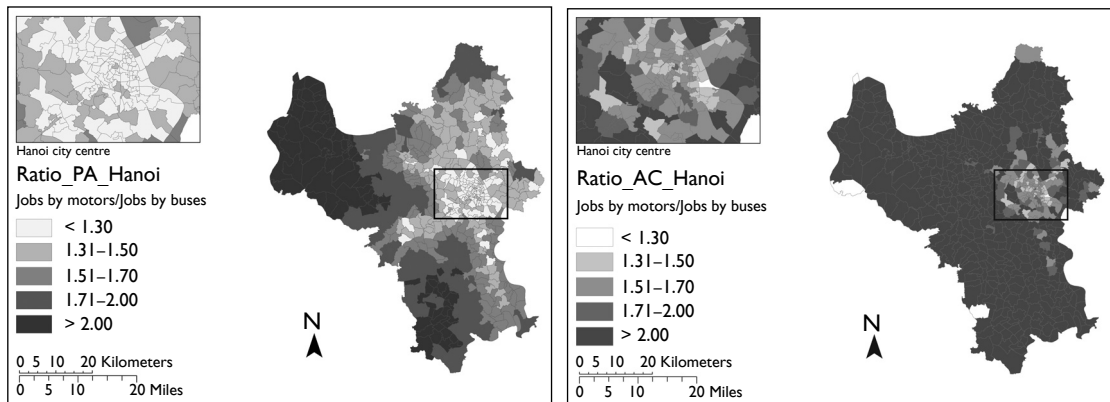 Hanoi city centre
Ratio_PA_Hanoi
Jobs by motors/Jobs by buses
< 1.30
1.31–1.50
1.51–1.70
1.71–2.00
> 2.00
N
0 5 10 20 Kilometers
0 5 10 20 Miles
Hanoi city centre
Ratio_AC_Hanoi
Jobs by motors/Jobs by buses
< 1.30
1.31–1.50
1.51–1.70
1.71–2.00
> 2.00
N
0 5 10 20 Kilometers
0 5 10 20 Miles